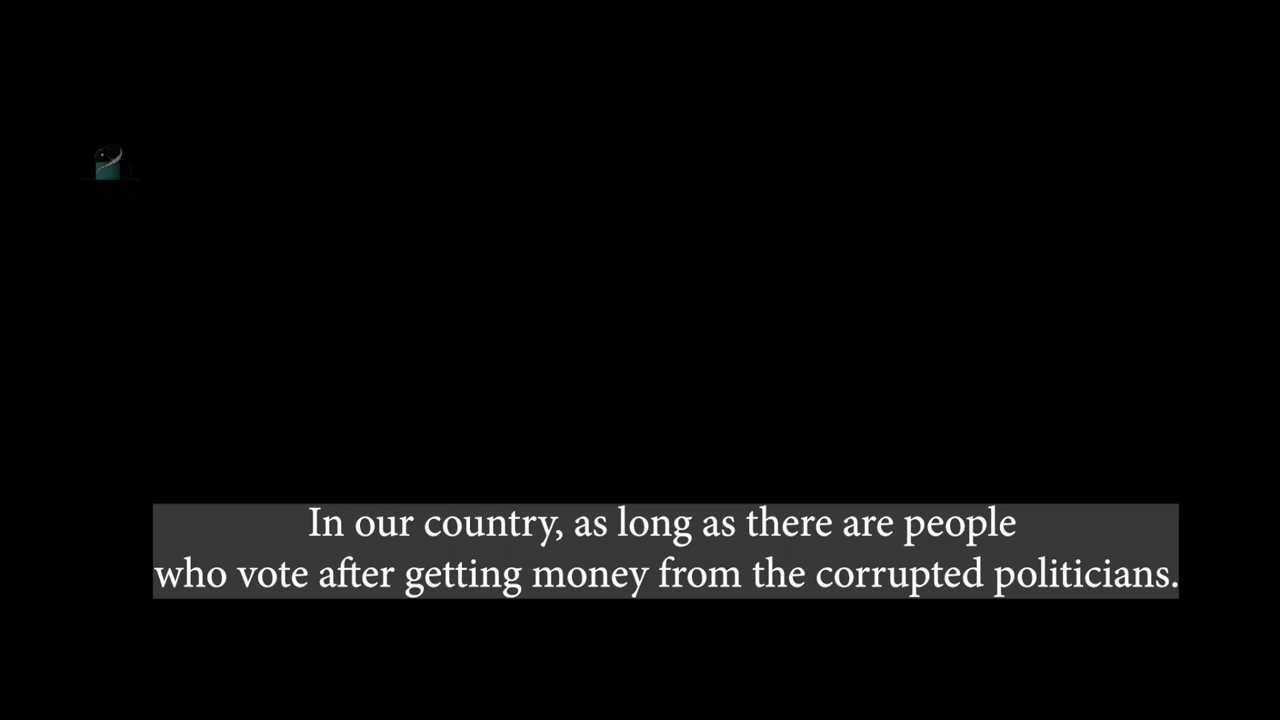 In our country, as long as there are people
who vote after getting money from the corrupted politicians.